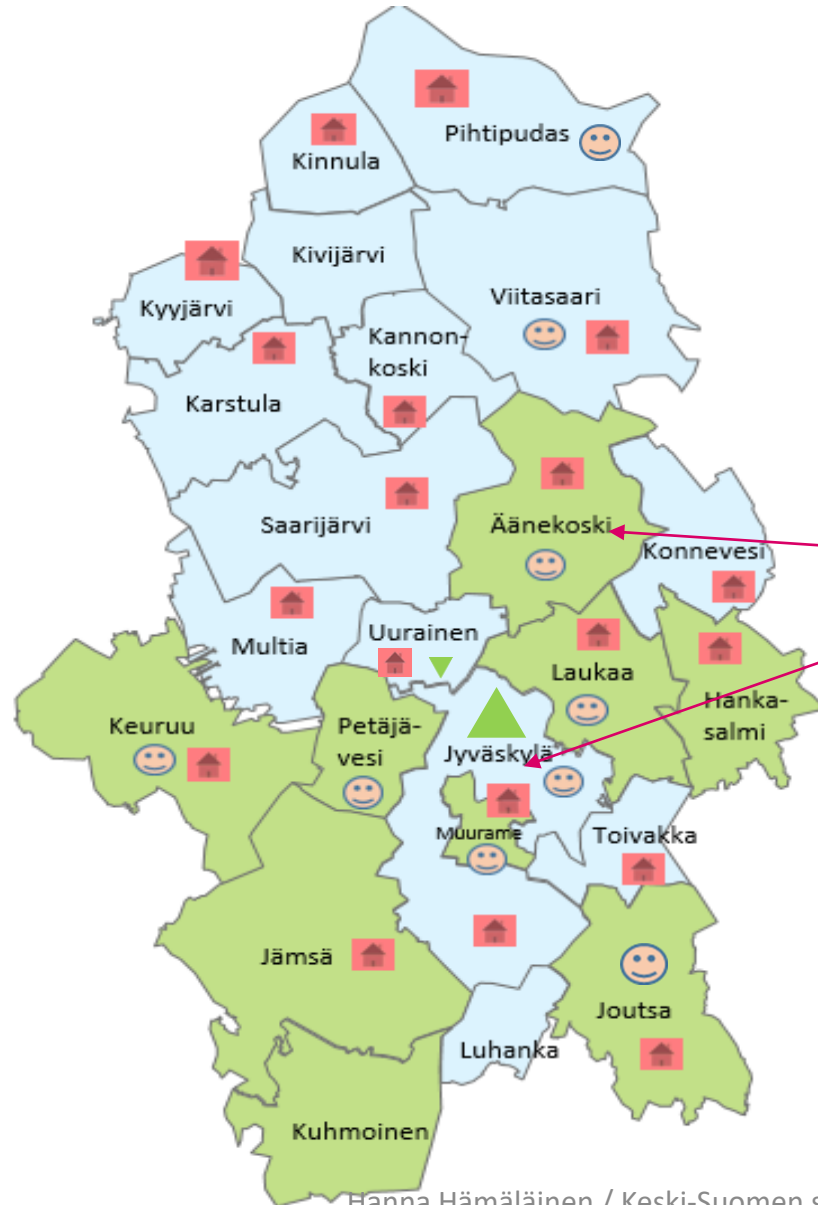 Pihtipudas
Kinnula
Kivijärvi
Viitasaari
Kyyjärvi
Kannon-
koski
Karstula
Saarijärvi
Äänekoski
Konnevesi
Multia
Uurainen
Laukaa
Hanka-
salmi
Keuruu
Petäjä-
vesi
Jyväskylä
Muurame
Toivakka
Jämsä
Joutsa
Luhanka
Kuhmoinen
Hanna Hämäläinen / Keski-Suomen s